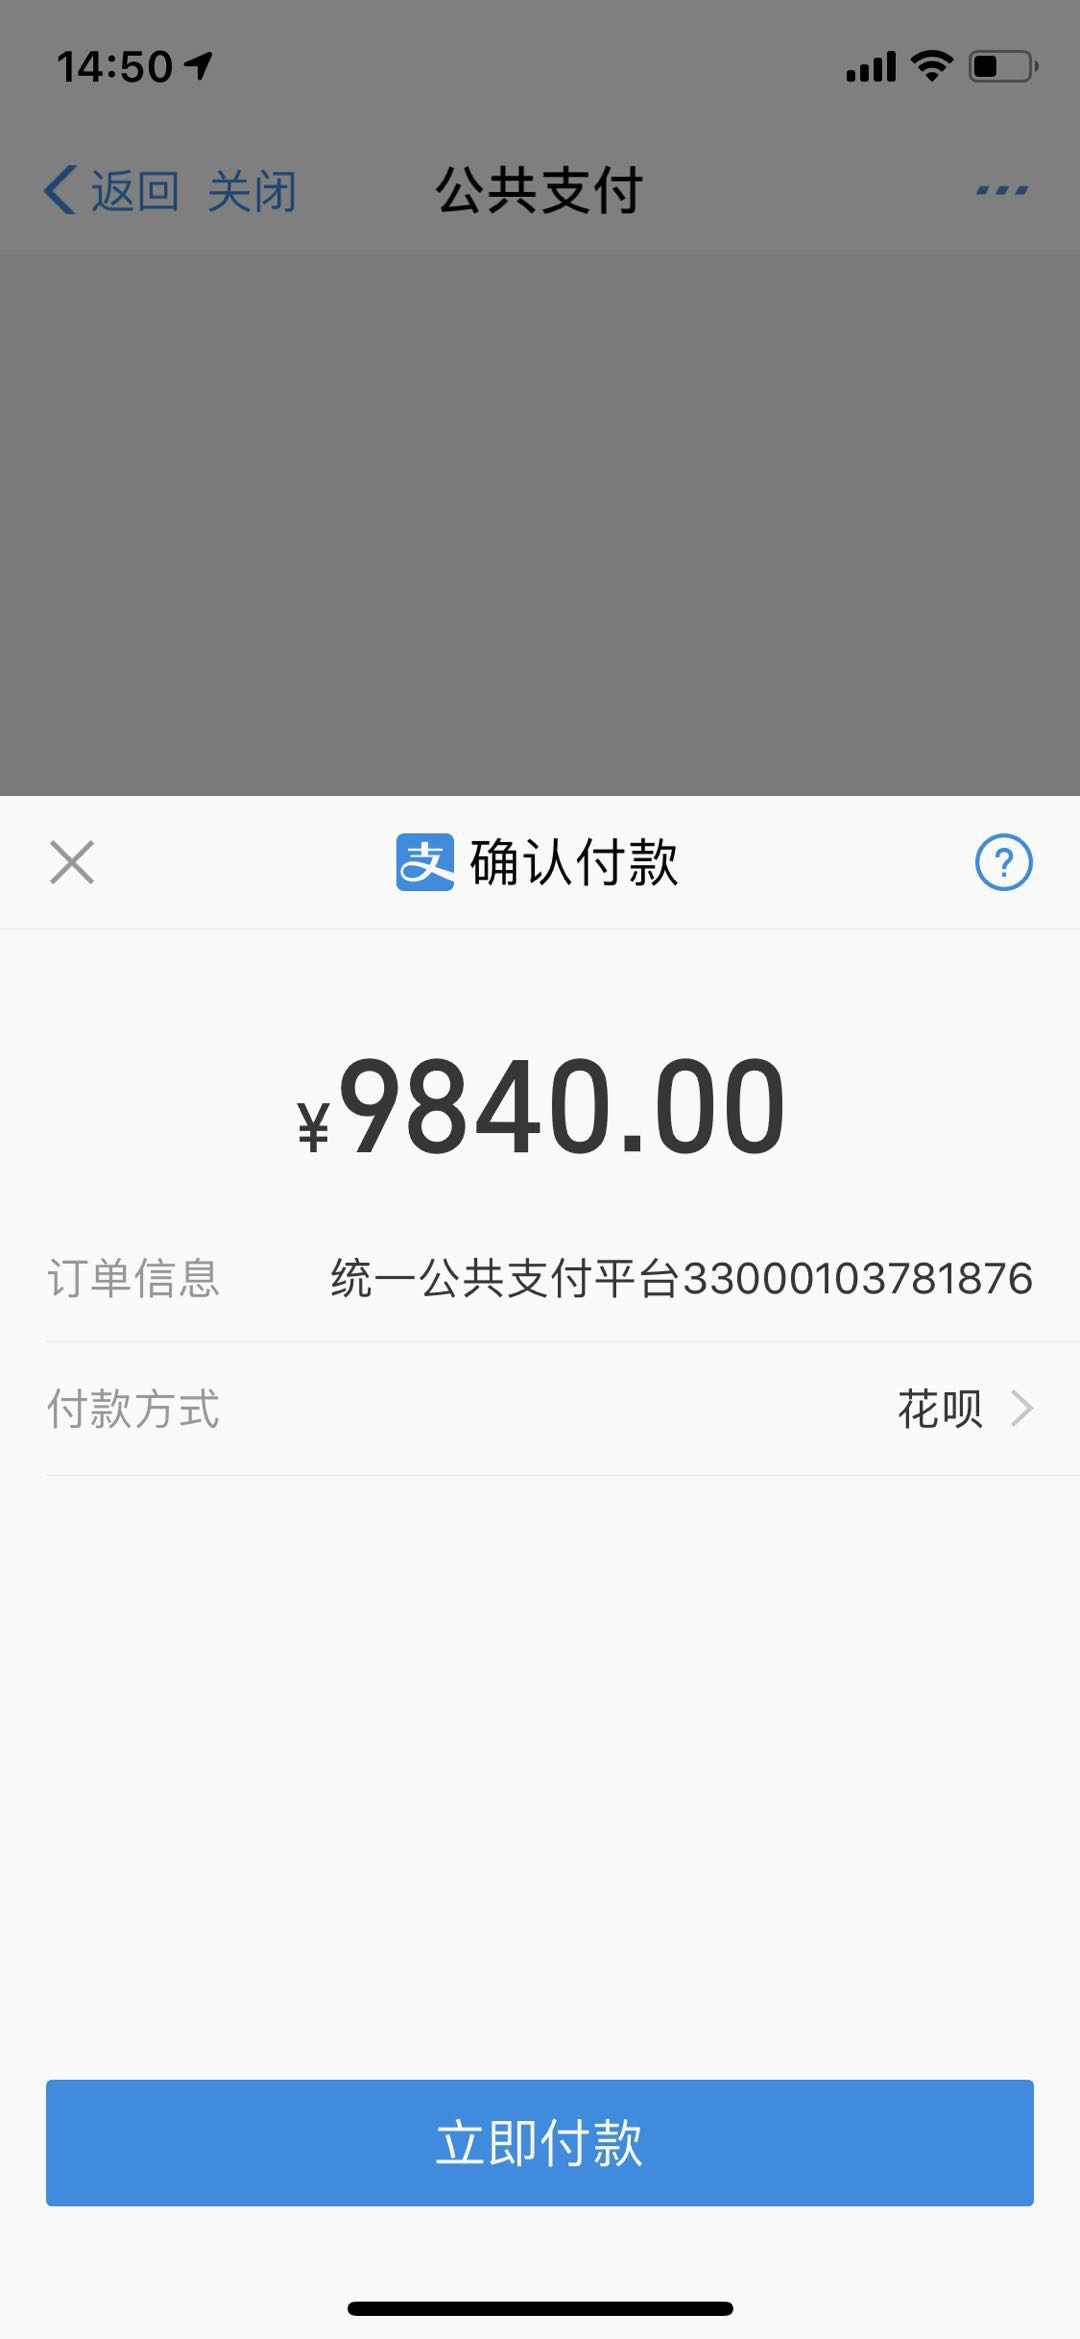 14:50
返回 关闭 公共支付
支 确认付款 ?
¥9840.00
订单信息 统一公共支付平台33000103781876
付款方式 花呗
立即付款